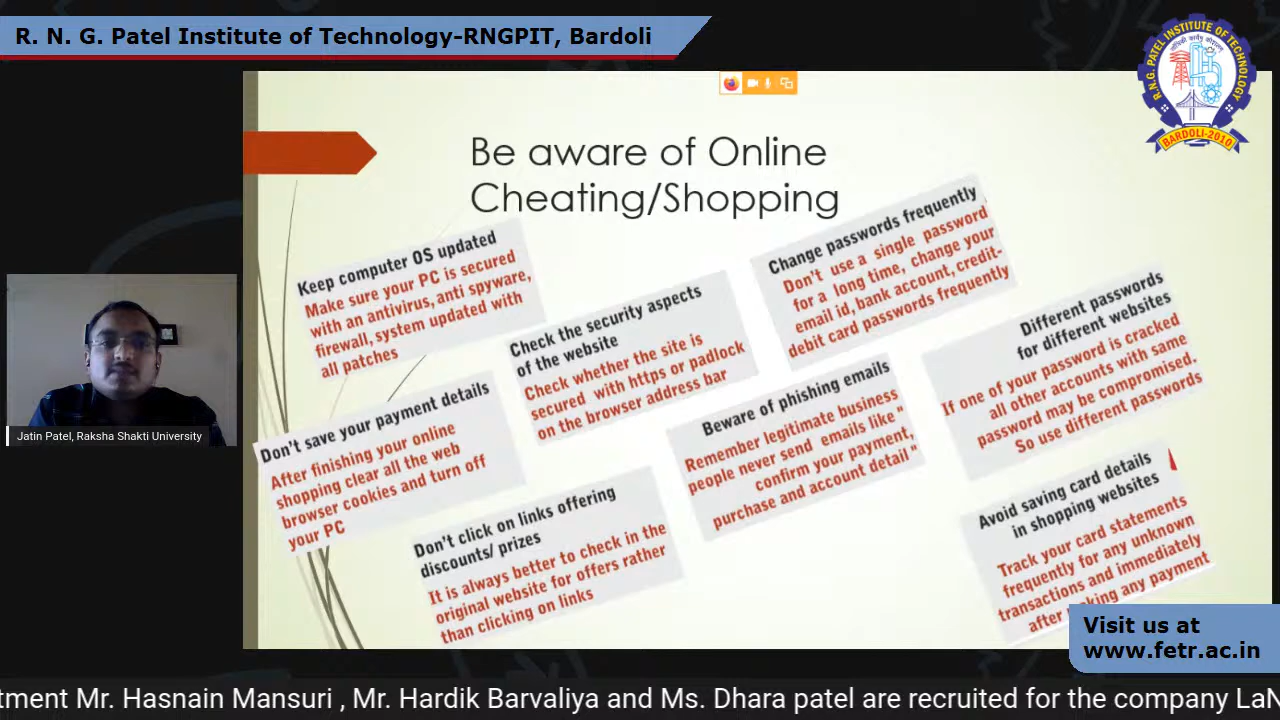 R. N. G. Patel Institute of Technology-RNGPIT, Bardoli
R.N.G. PATEL INSTITUTE OF TECHNOLOGY
BARDOLI-2010
Be aware of Online
Cheating/Shopping
Keep computer OS updated
Make sure your PC is secured
with an antivirus, anti spyware,
firewall, system updated with
all patches
Check the security aspects
of the website
Check whether the site is
secured with https or padlock
on the browser address bar
Change passwords frequently
Don't use a single password
for a long time, change your
email id, bank account, credit-
debit card passwords frequently
Different passwords
for different websites
If one of your password is cracked
all other accounts with same
password may be compromised.
So use different passwords
Don't save your payment details
After finishing your online
shopping clear all the web
browser cookies and turn off
your PC
Beware of phishing emails
Remember legitimate business
people never send emails like "
confirm your payment,
purchase and account detail"
Don't click on links offering
discounts/ prizes
It is always better to check in the
original website for offers rather
than clicking on links
Avoid saving card details
in shopping websites
Track your card statements
frequently for any unknown
transactions and immediately
after making any payment
Jatin Patel, Raksha Shakti University
Visit us at
www.fetr.ac.in
tment Mr. Hasnain Mansuri , Mr. Hardik Barvaliya and Ms. Dhara patel are recruited for the company LaN